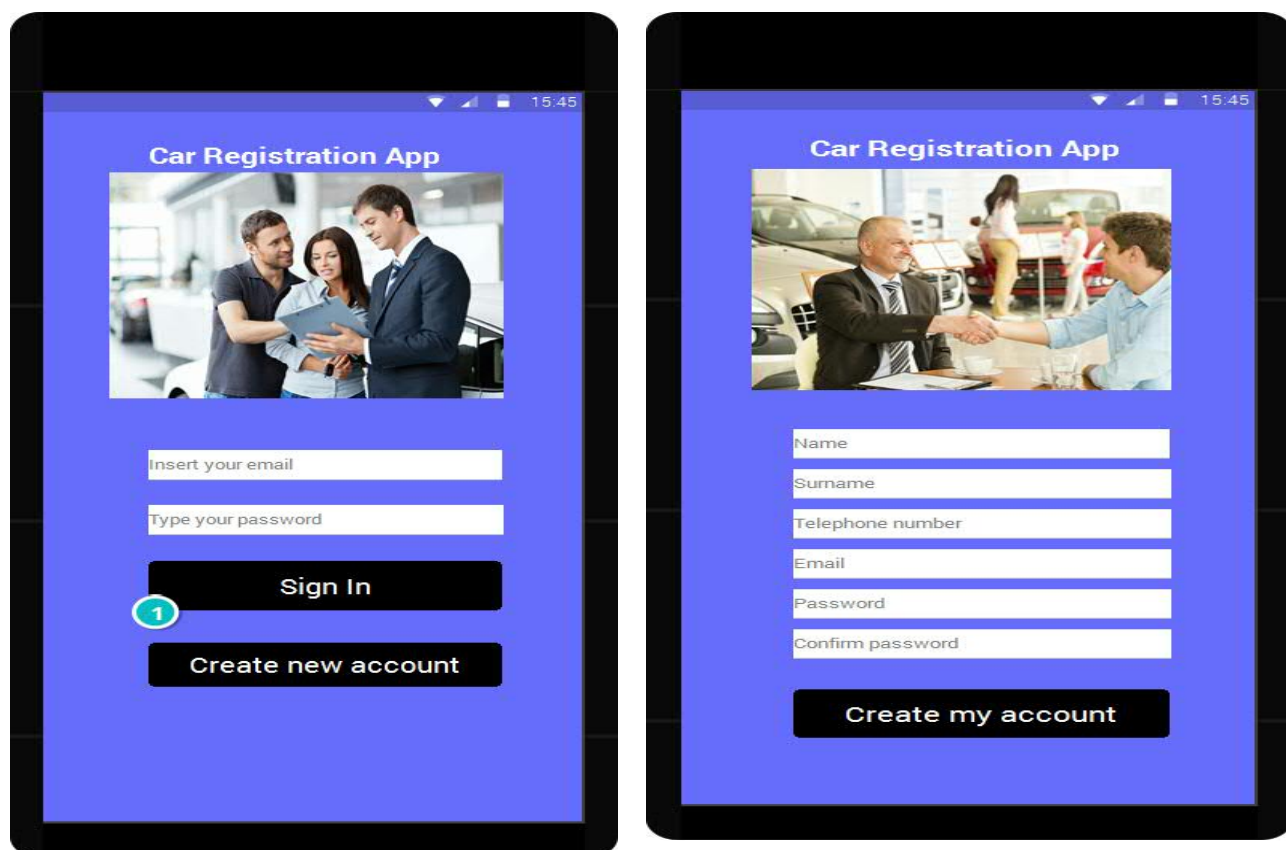 15:45
Car Registration App
Insert your email
Type your password
Sign In
1
Create new account
15:45
Car Registration App
Name
Surname
Telephone number
Email
Password
Confirm password
Create my account